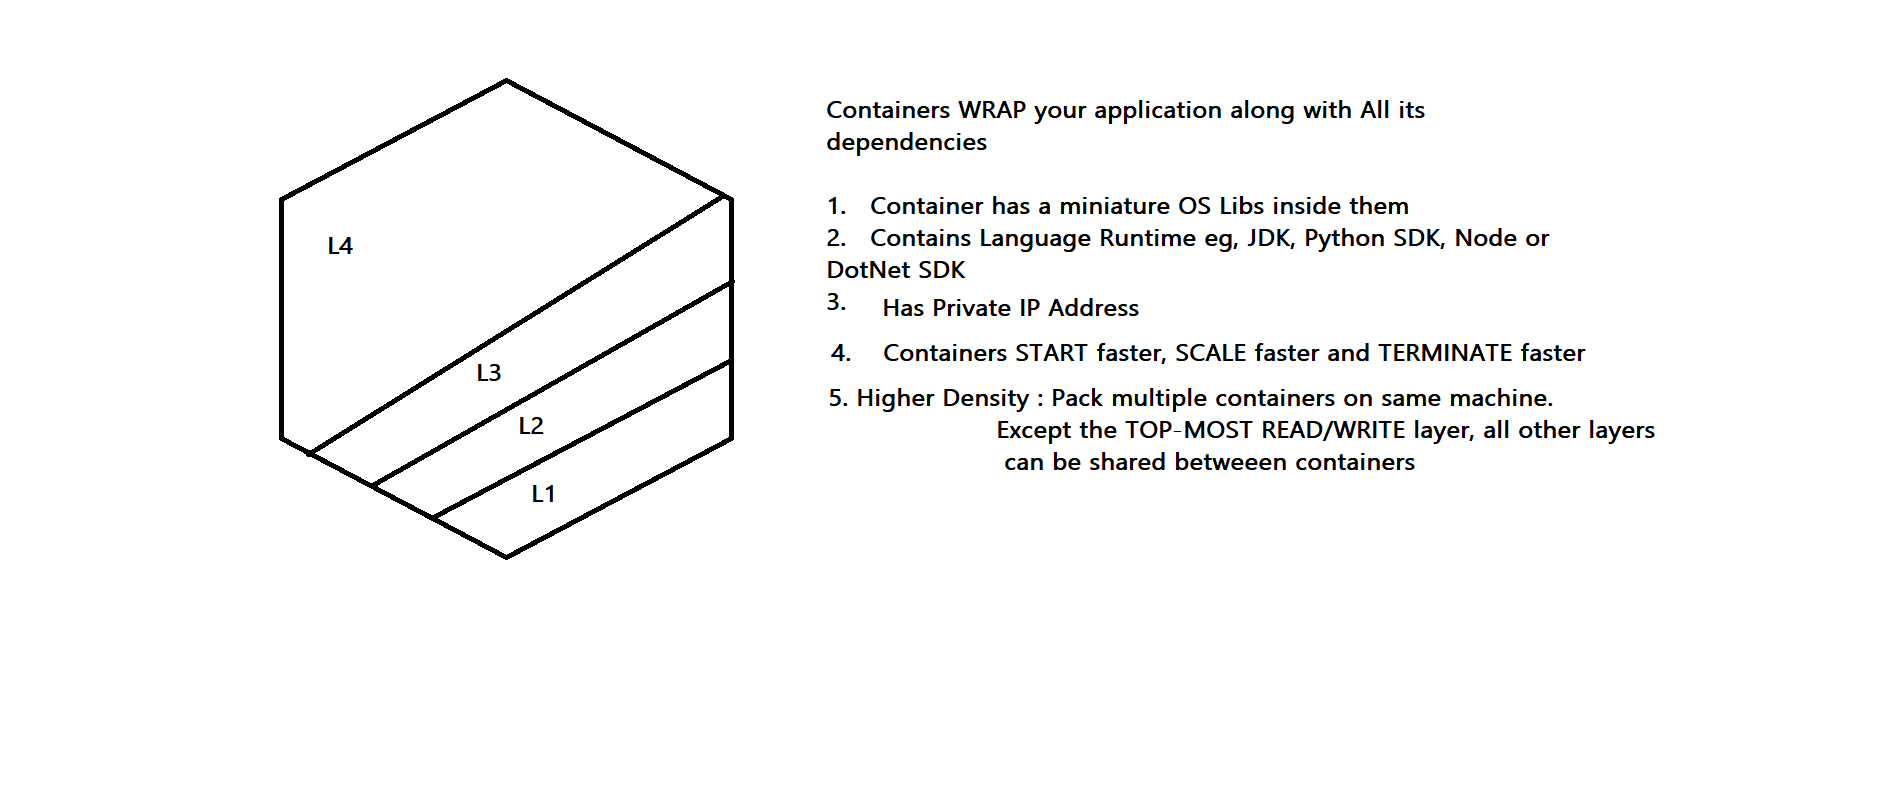 Containers WRAP your application along with All its
dependencies
1. Container has a miniature OS Libs inside them
2. Contains Language Runtime eg, JDK, Python SDK, Node or
DotNet SDK
3. Has Private IP Address
4. Containers START faster, SCALE faster and TERMINATE faster
5. Higher Density : Pack multiple containers on same machine.
Except the TOP-MOST READ/WRITE layer, all other layers
can be shared betweeen containers
L4
L3
L2
L1